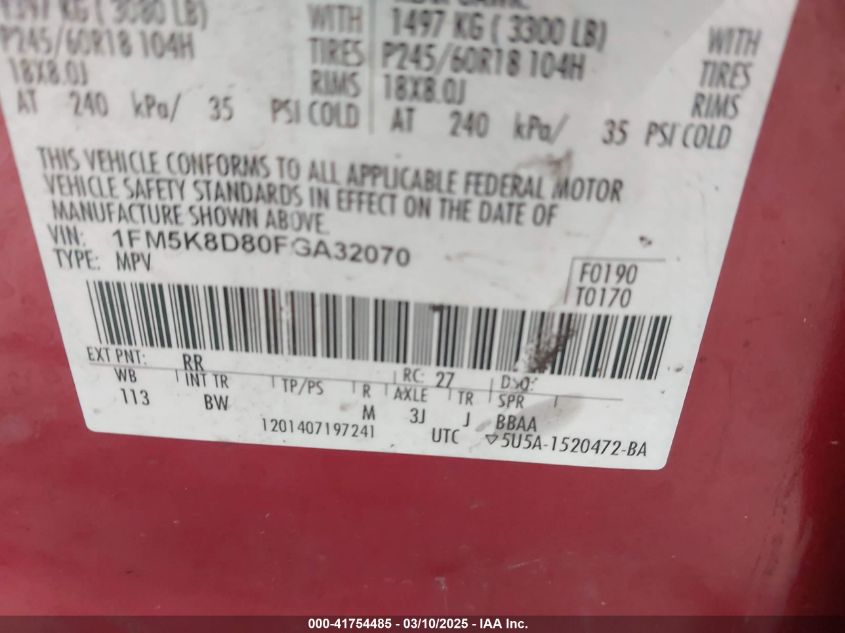 1397 KG ( 3080 LB) WITH 1497 KG ( 3300 LB) WITH
P245/60R18 104H TIRES P245/60R18 104H TIRES
18X8.0J RIMS 18X8.0J RIMS
AT 240 kPa/ 35 PSI COLD AT 240 kPa/ 35 PSI COLD
THIS VEHICLE CONFORMS TO ALL APPLICABLE FEDERAL MOTOR
VEHICLE SAFETY STANDARDS IN EFFECT ON THE DATE OF
MANUFACTURE SHOWN ABOVE.
VIN: 1FM5K8D80FGA32070
TYPE: MPV
F0190
T0170
EXT PNT: RR RC: 27 DSO:
WB INT TR TP/PS R AXLE TR SPR
113 BW M 3J J BBAA
1201407197241 UTC ▽5U5A-1520472-BA
000-41754485 - 03/10/2025 - IAA Inc.